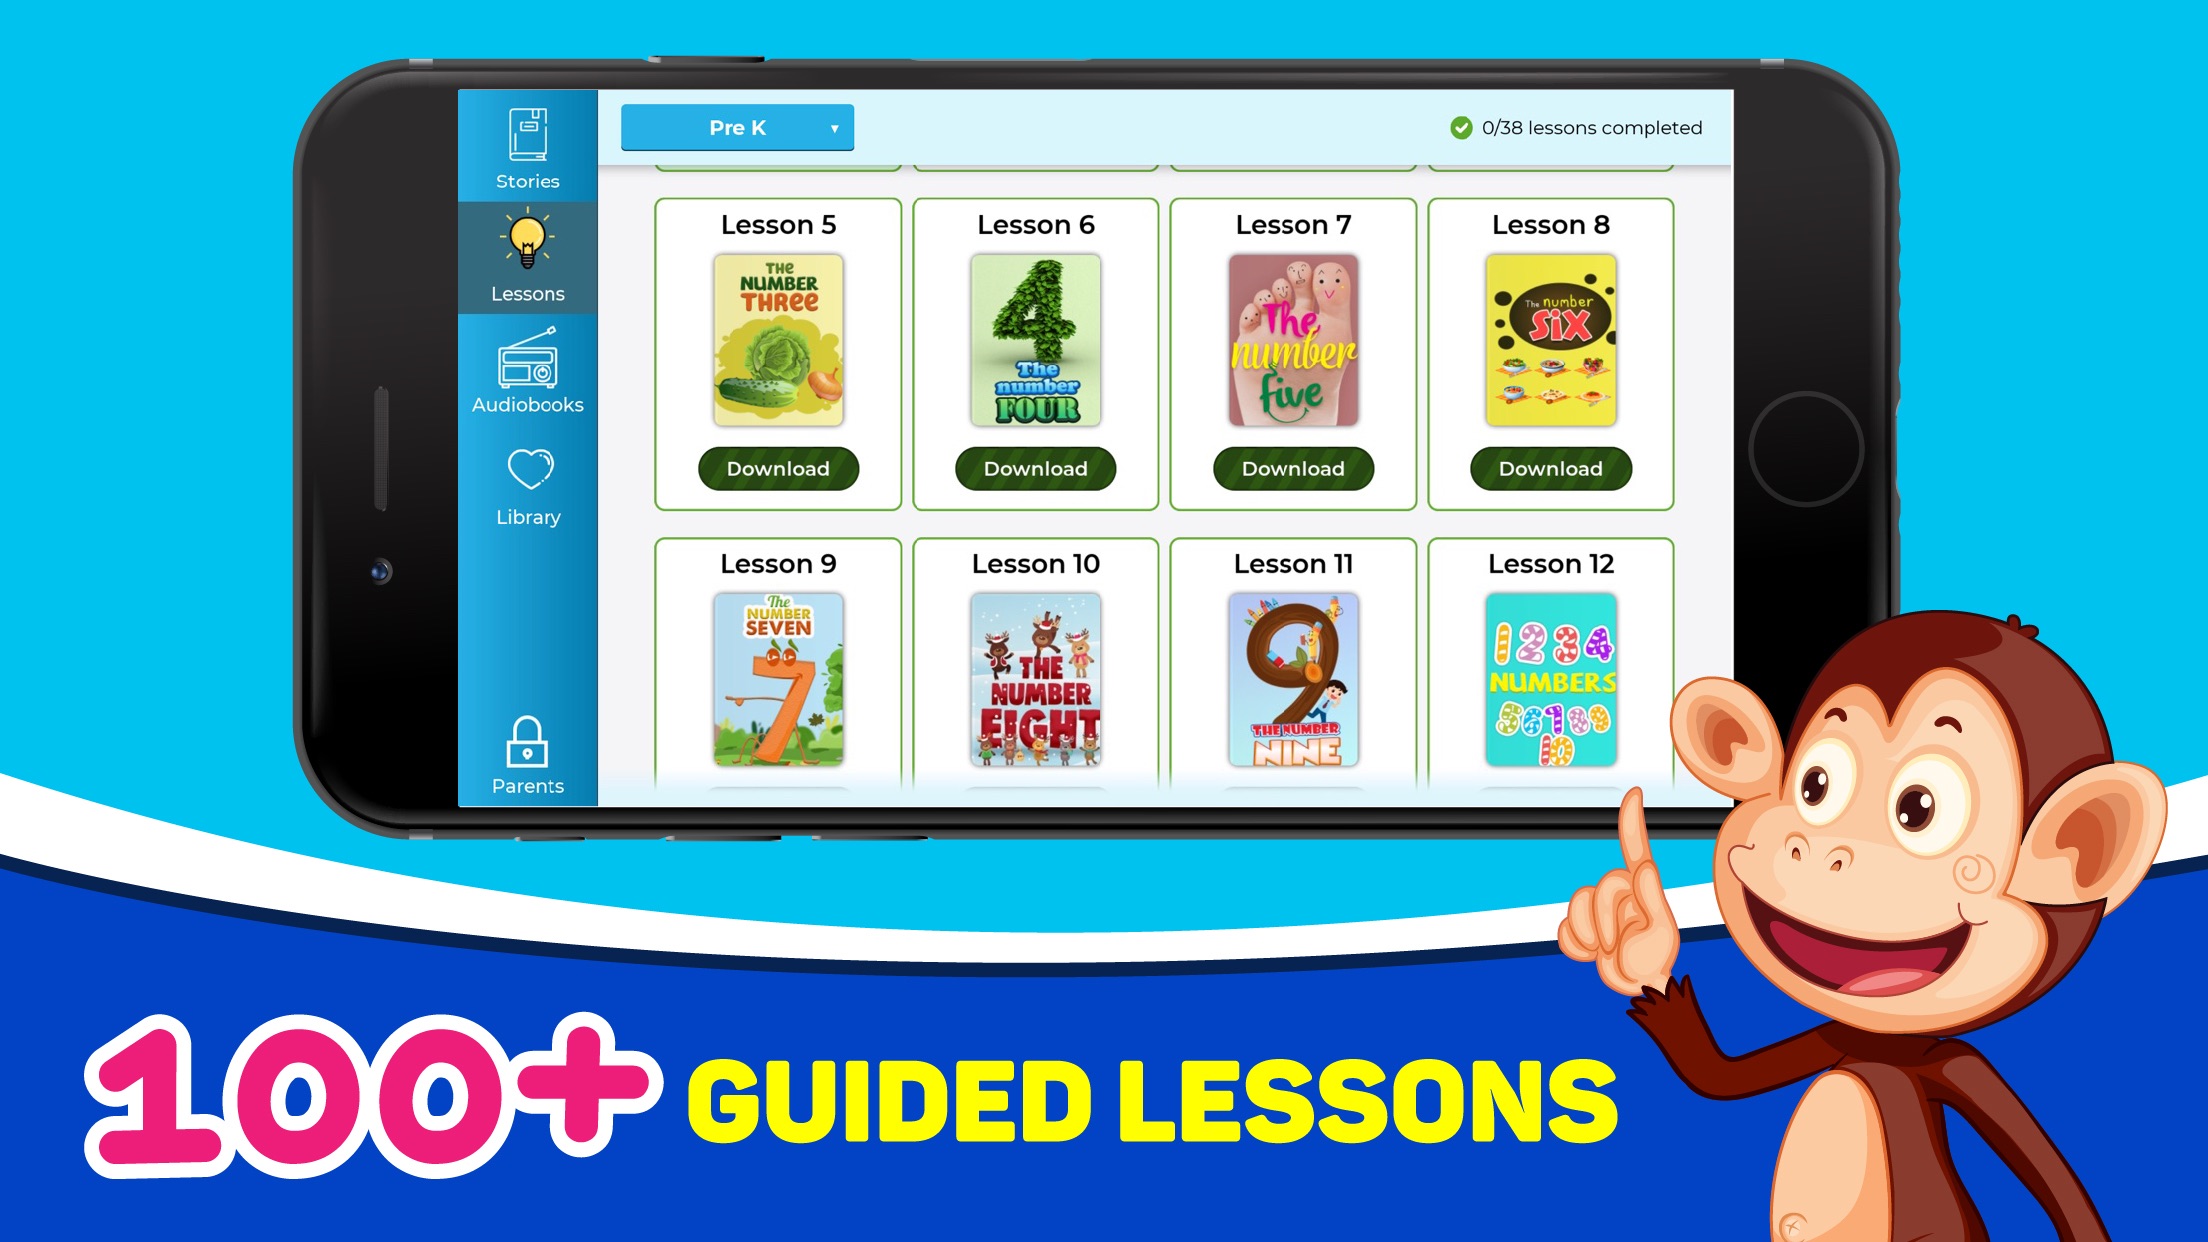 Stories
Lessons
Audiobooks
Library
Parents
Pre K
0/38 lessons completed
Lesson 5
THE
NUMBER
THREE
Download
Lesson 6
4
The
number
FOUR
Download
Lesson 7
The
number
five
Download
Lesson 8
The number
SIX
Download
Lesson 9
The
NUMBER
SEVEN
7
Lesson 10
THE
NUMBER
EIGHT
Lesson 11
9
THE NUMBER
NINE
Lesson 12
1234
NUMBERS
56789
10
100+ GUIDED LESSONS